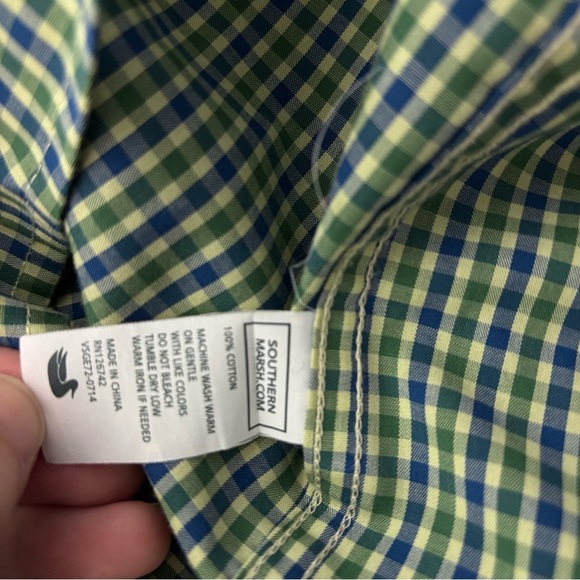 SOUTHERN
MARSH.COM
100% COTTON
MACHINE WASH WARM
ON GENTLE
WITH LIKE COLORS
DO NOT BLEACH
TUMBLE DRY LOW
WARM IRON IF NEEDED
MADE IN CHINA
RN126742
VSGE72-0714